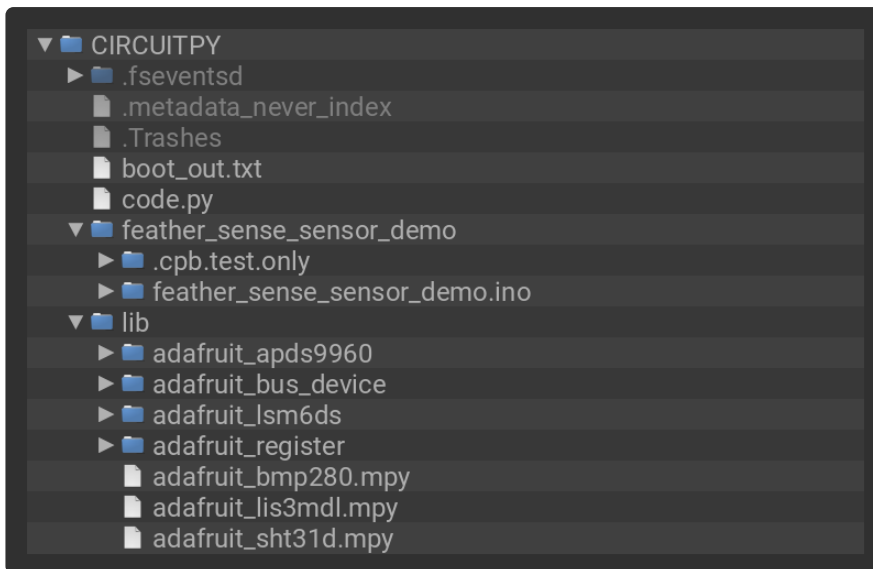 CIRCUITPY
.fseventsd
.metadata_never_index
.Trashes
boot_out.txt
code.py
feather_sense_sensor_demo
.cpb.test.only
feather_sense_sensor_demo.ino
lib
adafruit_apds9960
adafruit_bus_device
adafruit_lsm6ds
adafruit_register
adafruit_bmp280.mpy
adafruit_lis3mdl.mpy
adafruit_sht31d.mpy